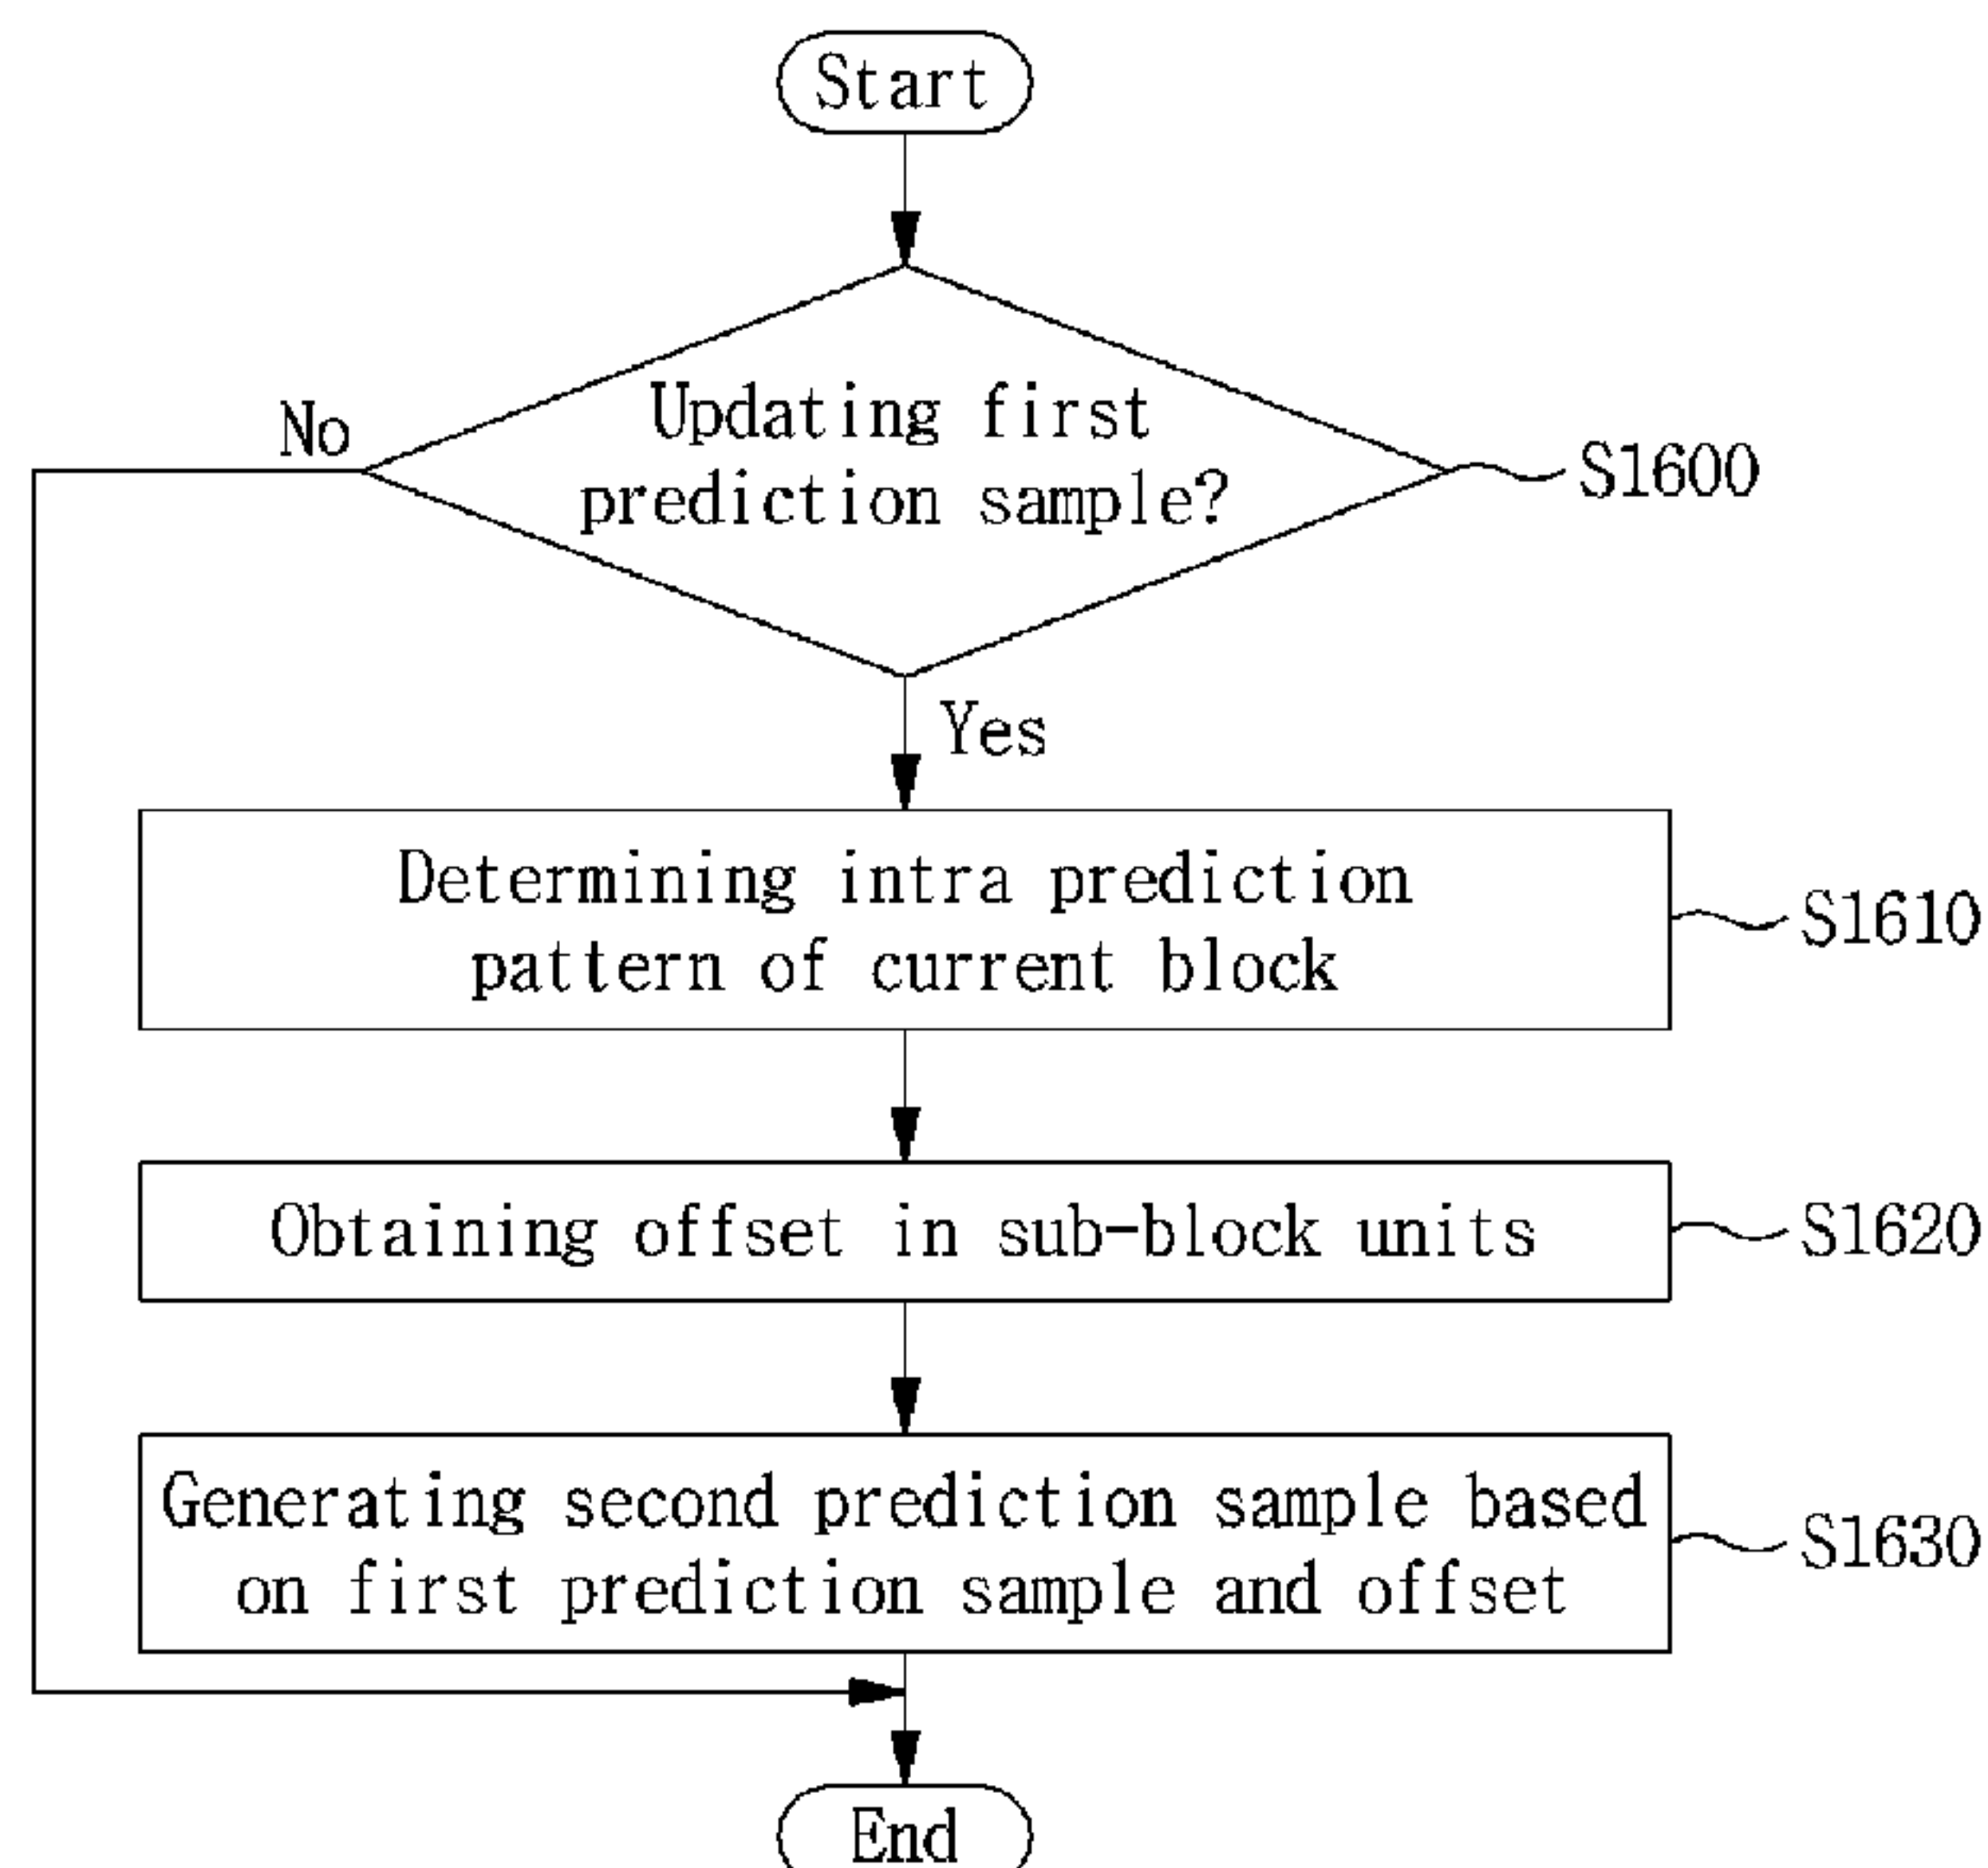 Start
Updating first
prediction sample?
No
S1600
Yes
Determining intra prediction
pattern of current block
S1610
Obtaining offset in sub-block units
S1620
Generating second prediction sample based
on first prediction sample and offset
S1630
End